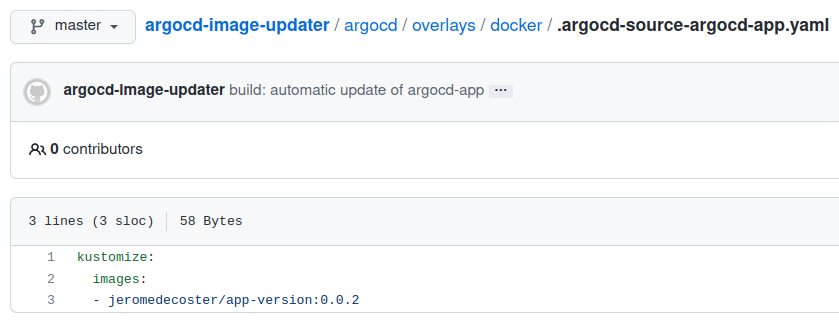 master argocd-image-updater / argocd / overlays / docker / .argocd-source-argocd-app.yaml
argocd-image-updater build: automatic update of argocd-app ...
0 contributors
3 lines (3 sloc) 58 Bytes
1 kustomize:
2 images:
3 - jeromedecoster/app-version:0.0.2